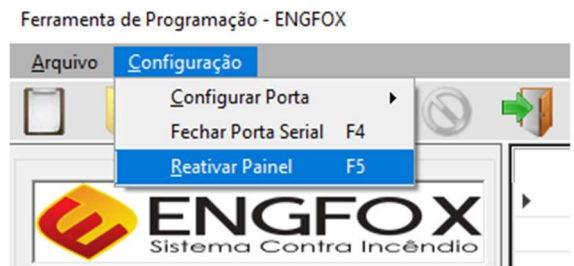 Ferramenta de Programação - ENGFOX
Arquivo Configuração
Configurar Porta
Fechar Porta Serial F4
Reativar Painel F5
ENGFOX
Sistema Contra Incêndio